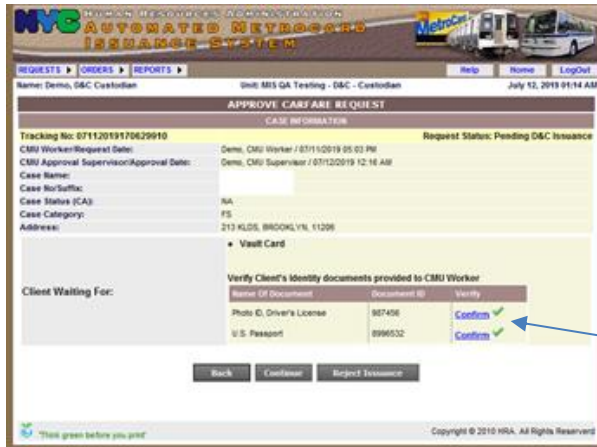 NYC HUMAN RESOURCES ADMINISTRATION
AUTOMATED METROCARD
ISSUANCE SYSTEM
MetroCard
REQUESTS ORDERS REPORTS Help Home LogOut
Name: Demo, D&C Custodian Unit: MIS QA Testing - D&C - Custodian July 12, 2019 01:14 AM
APPROVE CARFARE REQUEST
CASE INFORMATION
Tracking No: 07112019170629910 Request Status: Pending D&C Issuance
CMU Worker/Request Date: Demo, CMU Worker / 07/11/2019 05:03 PM
CMU Approval Supervisor/Approval Date: Demo, CMU Supervisor / 07/12/2019 12:16 AM
Case Name:
Case No/Suffix:
Case Status (CA): NA
Case Category: FS
Address: 213 KLDS, BROOKLYN, 11206
Client Waiting For:
• Vault Card
Verify Client's identity documents provided to CMU Worker
Name Of Document Document ID Verify
Photo ID, Driver's License 987456 Confirm
U.S. Passport 8996532 Confirm
Back Continue Reject Issuance
"Think green before you print" Copyright © 2010 HRA. All Rights Reserverd